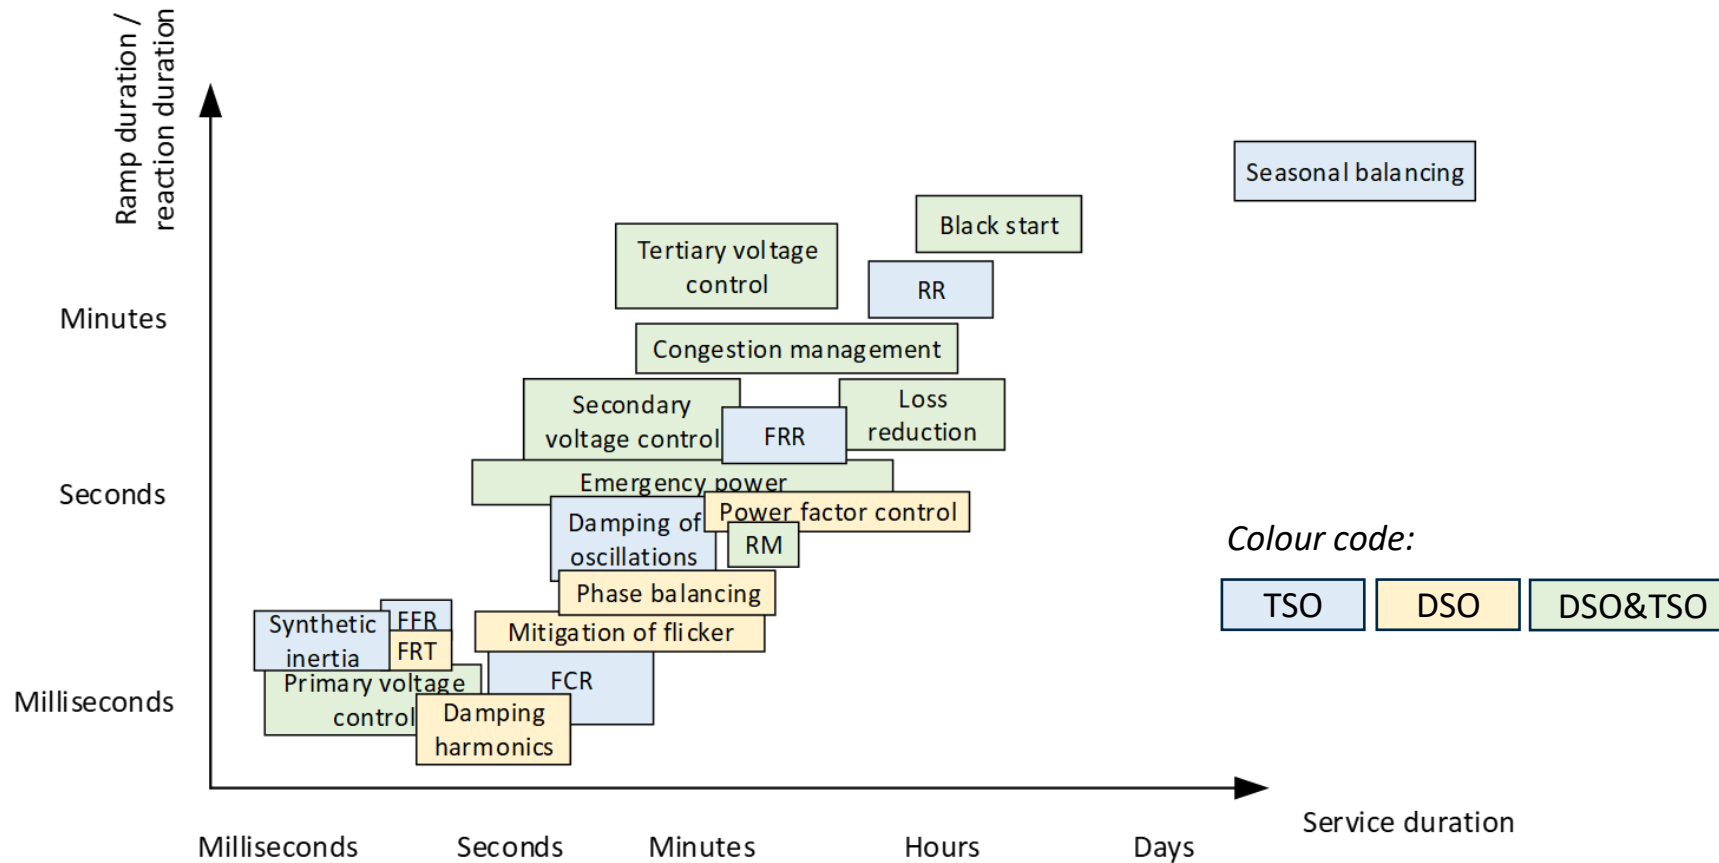 Ramp duration /
reaction duration
Seasonal balancing
Black start
Tertiary voltage
control
RR
Minutes
Congestion management
Secondary
voltage control
FRR
Loss
reduction
Emergency power
Seconds
Power factor control
Damping of
oscillations
RM
Colour code:
TSO
DSO
DSO&TSO
Phase balancing
Mitigation of flicker
FFR
Synthetic
inertia
FRT
Primary voltage
control
FCR
Milliseconds
Damping
harmonics
Service duration
Milliseconds
Seconds
Minutes
Hours
Days